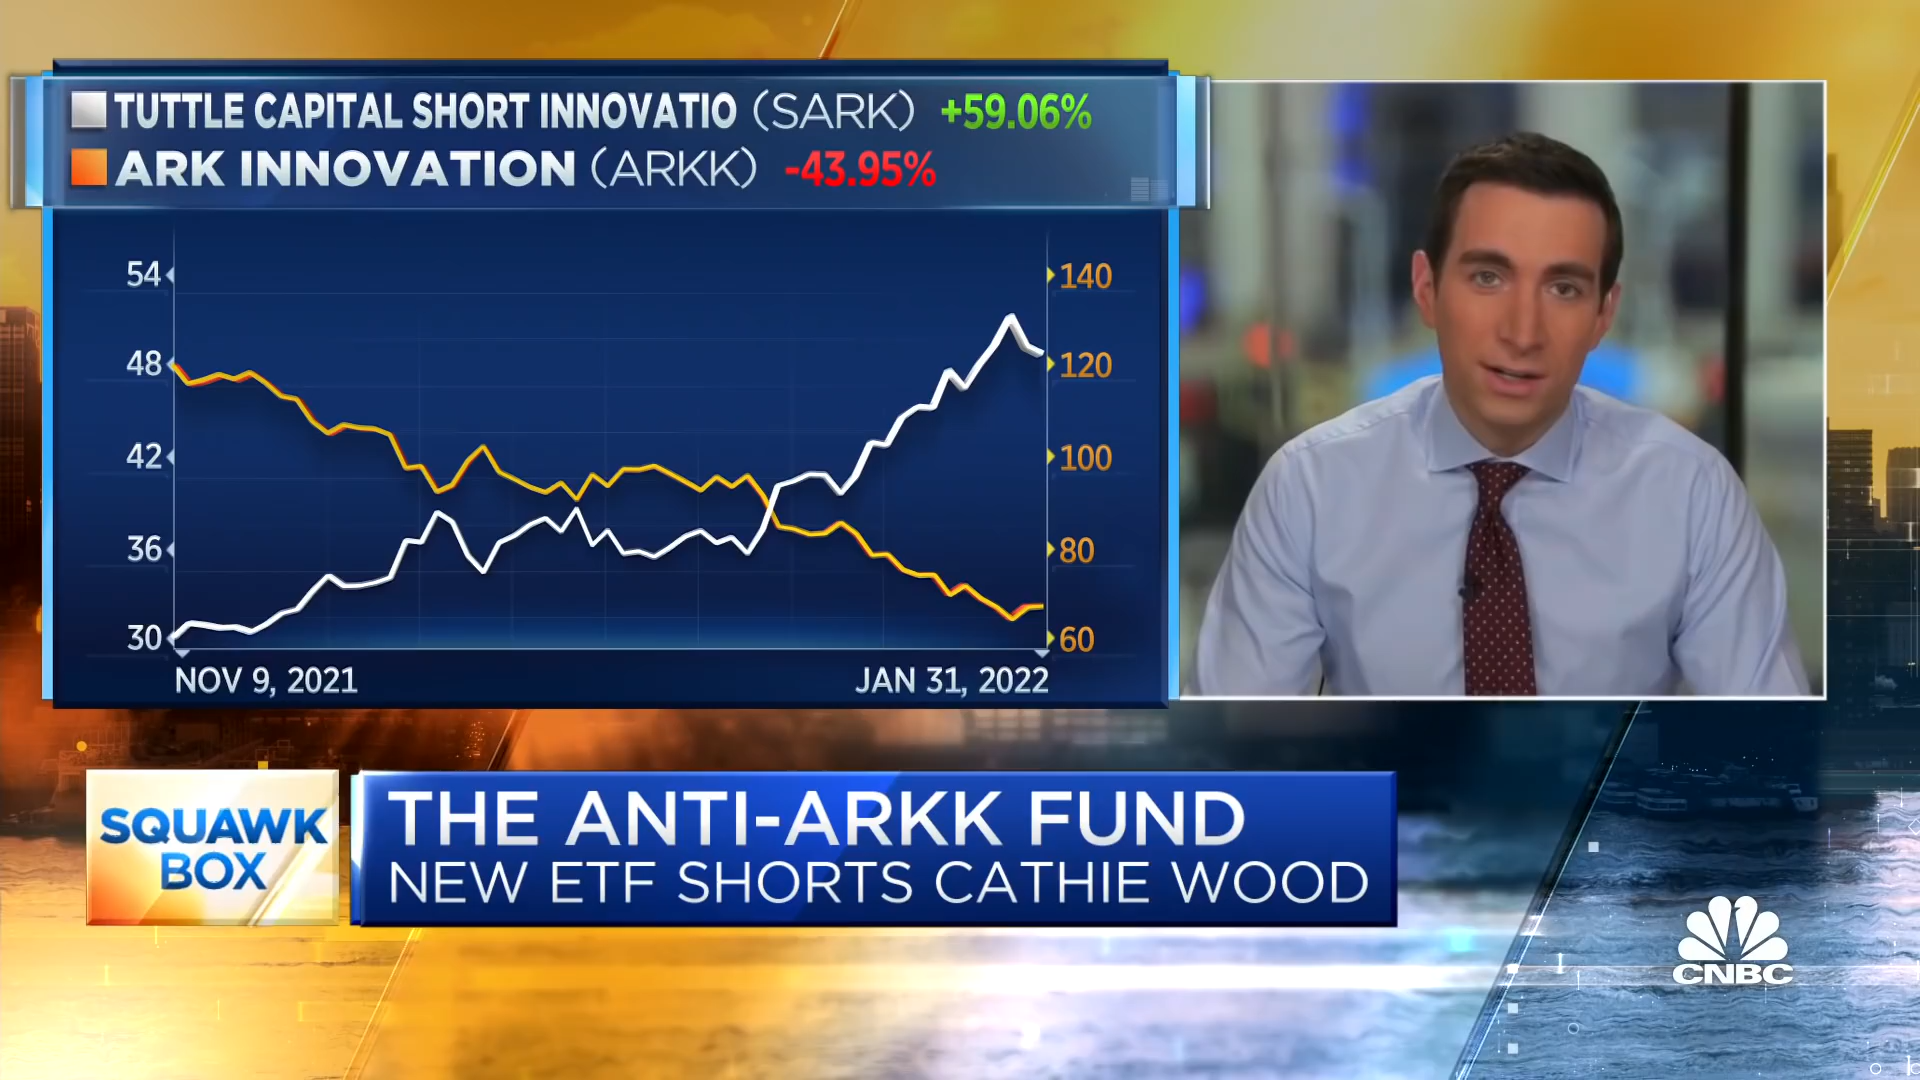 TUTTLE CAPITAL SHORT INNOVATIO (SARK) +59.06%
ARK INNOVATION (ARKK) -43.95%
54
48
42
36
30
140
120
100
80
60
NOV 9, 2021
JAN 31, 2022
SQUAWK
BOX
THE ANTI-ARKK FUND
NEW ETF SHORTS CATHIE WOOD
CNBC